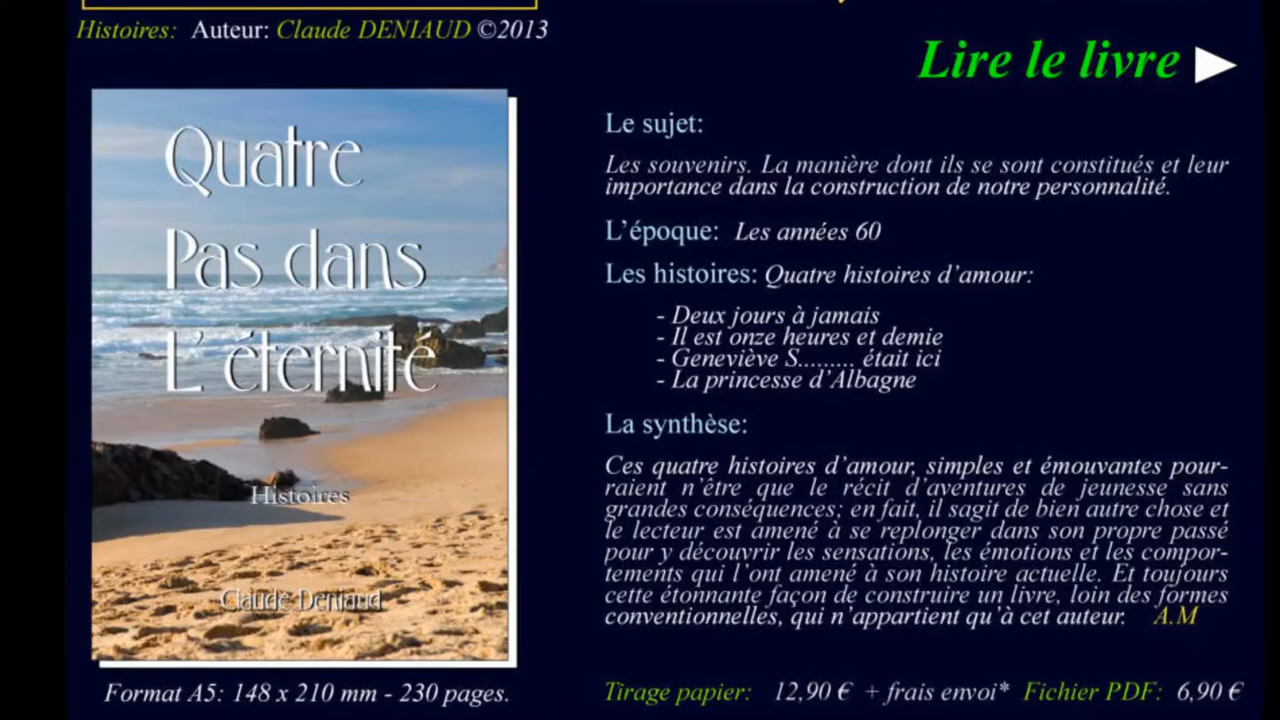 Histoires: Auteur: Claude DENIAUD ©2013
Lire le livre
Quatre
Pas dans
L'éternité
Histoires
Claude Deniaud
Format A5: 148 x 210 mm - 230 pages.
Le sujet:
Les souvenirs. La manière dont ils se sont constitués et leur
importance dans la construction de notre personnalité.
L'époque: Les années 60
Les histoires: Quatre histoires d'amour:
- Deux jours à jamais
- Il est onze heures et demie
- Geneviève S......... était ici
- La princesse d'Albagne
La synthèse:
Ces quatre histoires d'amour, simples et émouvantes pour-
raient n'être que le récit d'aventures de jeunesse sans
grandes conséquences; en fait, il sagit de bien autre chose et
le lecteur est amené à se replonger dans son propre passé
pour y découvrir les sensations, les émotions et les compor-
tements qui l'ont amené à son histoire actuelle. Et toujours
cette étonnante façon de construire un livre, loin des formes
conventionnelles, qui n'appartient qu'à cet auteur. A.M
Tirage papier: 12,90 € + frais envoi* Fichier PDF: 6,90 €